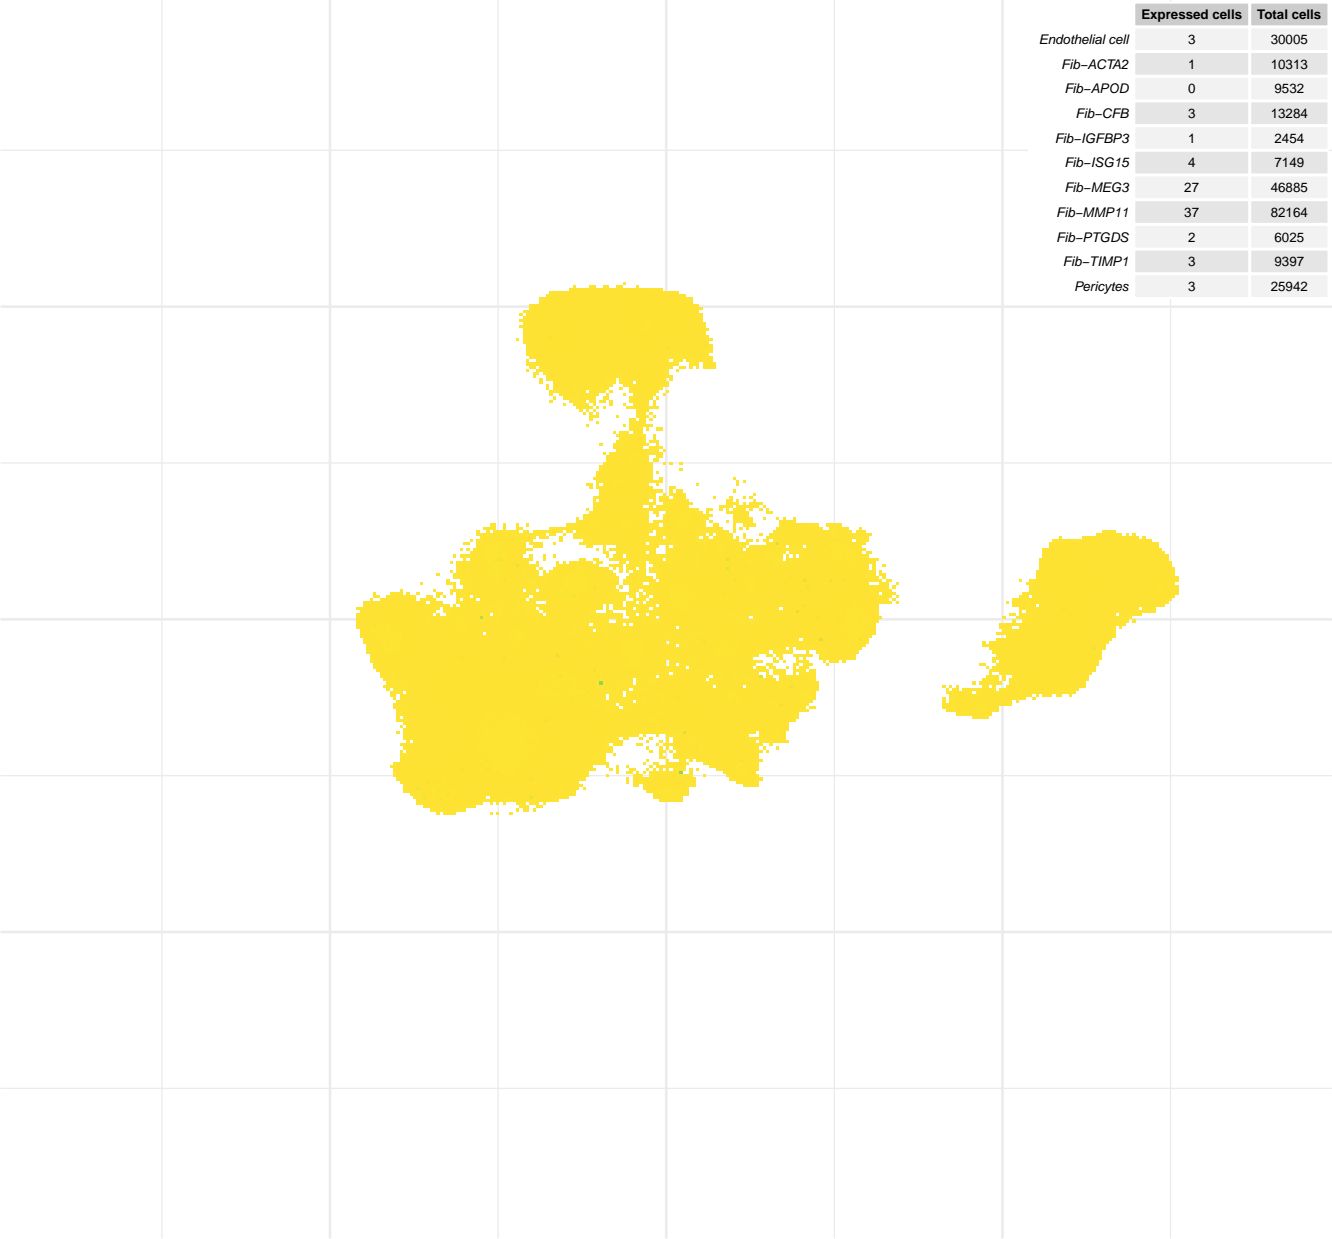 Expressed cells Total cells
Endothelial cell 3 30005
Fib−ACTA2 1 10313
Fib−APOD 0 9532
Fib−CFB 3 13284
Fib−IGFBP3 1 2454
Fib−ISG15 4 7149
Fib−MEG3 27 46885
Fib−MMP11 37 82164
Fib−PTGDS 2 6025
Fib−TIMP1 3 9397
Pericytes 3 25942